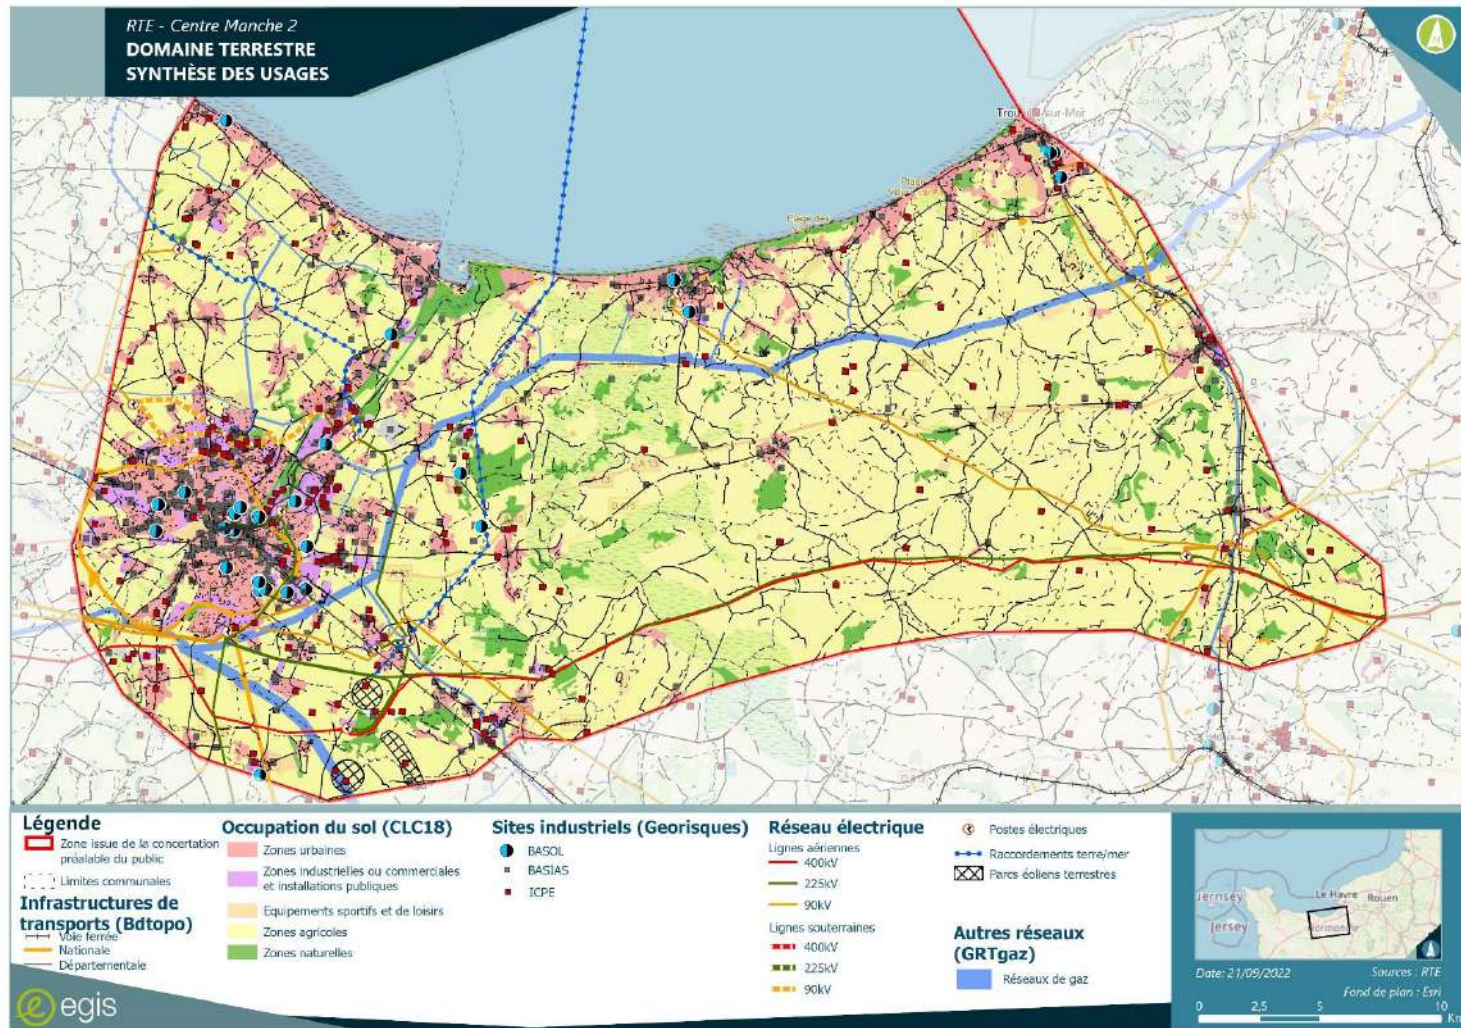 RTE - Centre Manche 2
DOMAINE TERRESTRE
SYNTHÈSE DES USAGES
N
A 13
Légende
Zone issue de la concertation
préalable du public
Limites communales
Infrastructures de
transports (Bdtopo)
Voie ferrée
Nationale
Départementale
Occupation du sol (CLC18)
Zones urbaines
Zones industrielles ou commerciales
et installations publiques
Equipements sportifs et de loisirs
Zones agricoles
Zones naturelles
Sites industriels (Georisques)
BASOL
BASIAS
ICPE
Réseau électrique
Lignes aériennes
400kV
225kV
90kV
Lignes souterraines
400kV
225kV
90kV
Postes électriques
Raccordements terre/mer
Parcs éoliens terrestres
Autres réseaux
(GRTgaz)
Réseaux de gaz
uernsey
Jersey
Le Havre
Rouen
Normandie
Date: 21/09/2022
Sources : RTE
Fond de plan : Esri
0 2,5 5 10
Km
egis